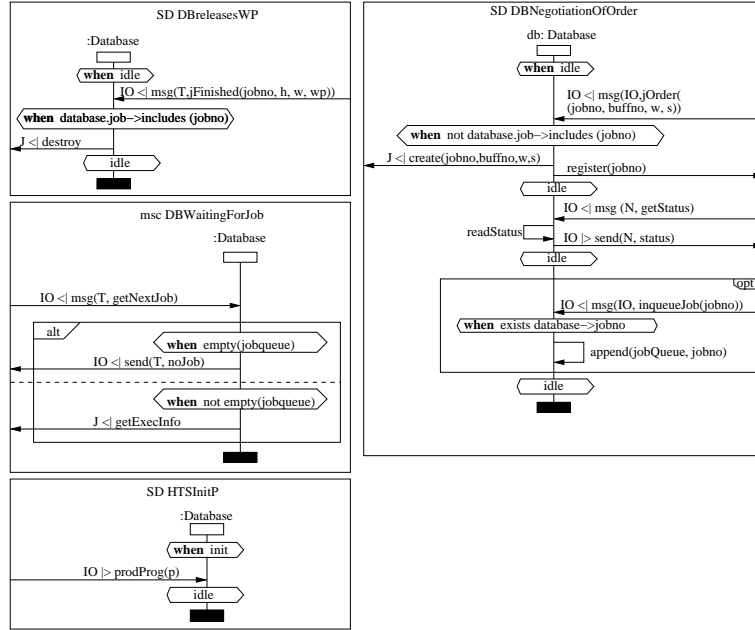 SD DBreleasesWP
:Database
when idle
IO <| msg(T,jFinished(jobno, h, w, wp))
when database.job->includes (jobno)
J <| destroy
idle
msc DBWaitingForJob
:Database
IO <| msg(T, getNextJob)
alt
when empty(jobqueue)
IO <| send(T, noJob)
when not empty(jobqueue)
J <| getExecInfo
SD HTSInitP
:Database
when init
IO |> prodProg(p)
idle
SD DBNegotiationOfOrder
db: Database
when idle
IO <| msg(IO,jOrder(
(jobno, buffno, w, s))
when not database.job->includes (jobno)
J <| create(jobno,buffno,w,s)
register(jobno)
idle
IO <| msg (N, getStatus)
readStatus
IO |> send(N, status)
idle
opt
IO <| msg(IO, inqueueJob(jobno))
when exists database->jobno
append(jobQueue, jobno)
idle